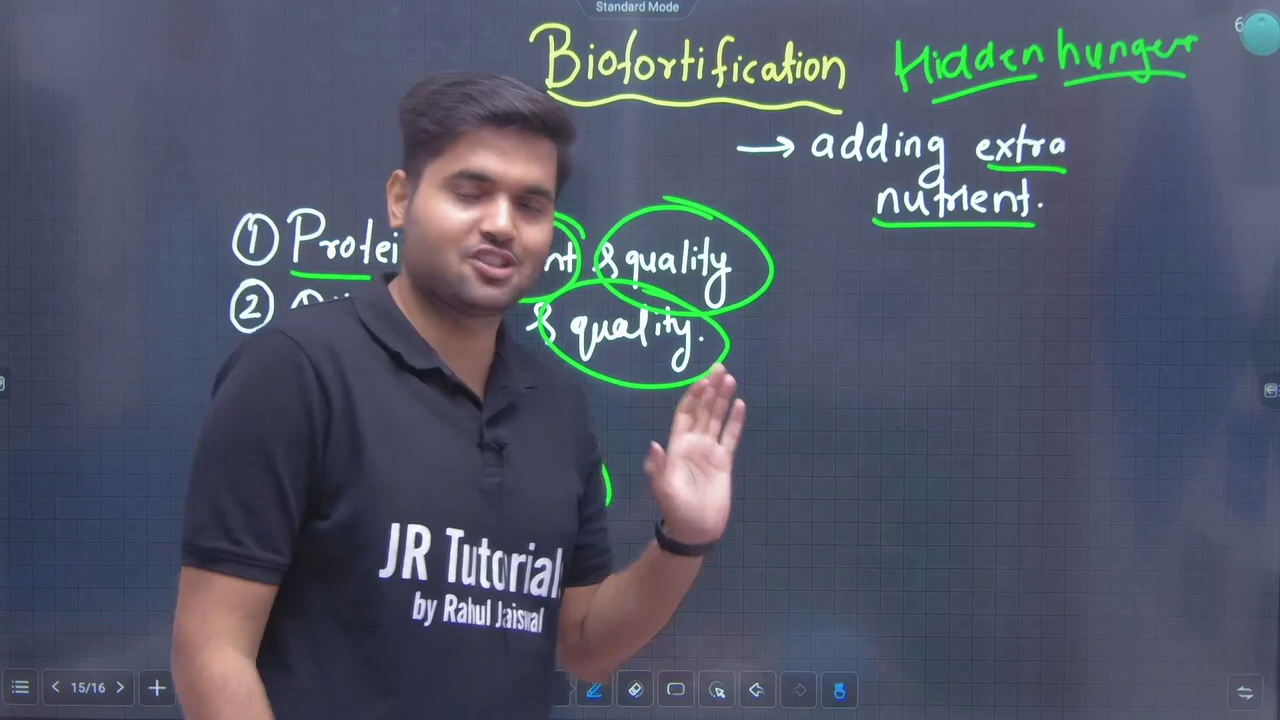 Standard Mode
6
Biofortification Hidden hunger
→ adding extra
nutrient.
① Protei nt & quality
② & quality.
JR Tutorial
by Rahul Jaiswal
15/16